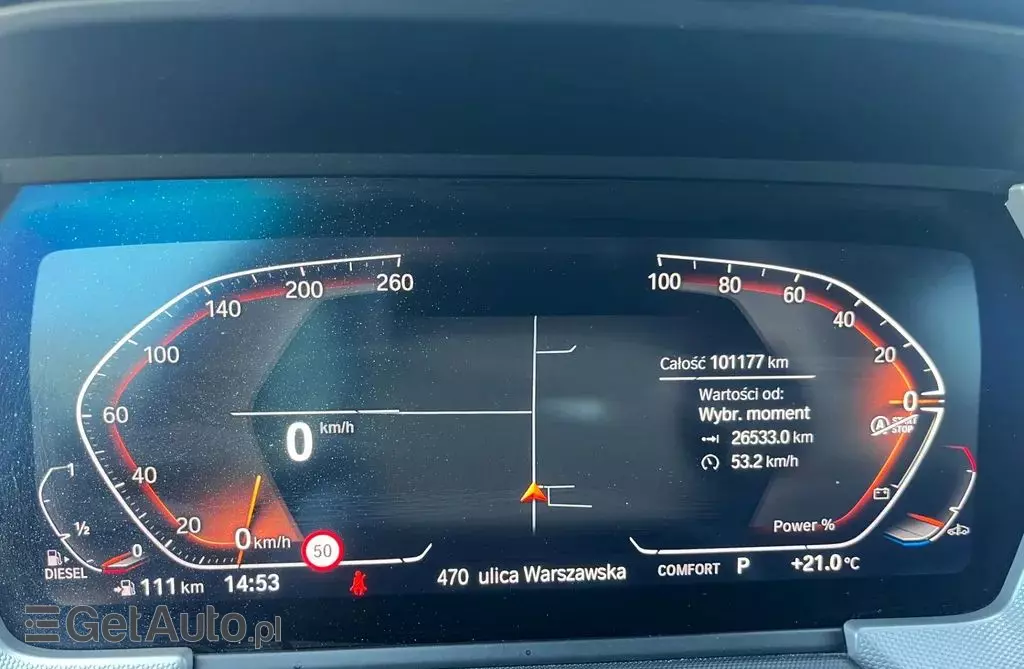 260
200
140
100
60
40
20
0 km/h
0 km/h
50
1
1/2
0
DIESEL
111 km
14:53
470 ulica Warszawska
100
80
60
40
20
0
Całość 101177 km
Wartości od:
Wybr. moment
26533.0 km
53.2 km/h
A START
STOP
Power %
COMFORT P +21.0 °C
GetAuto.pl